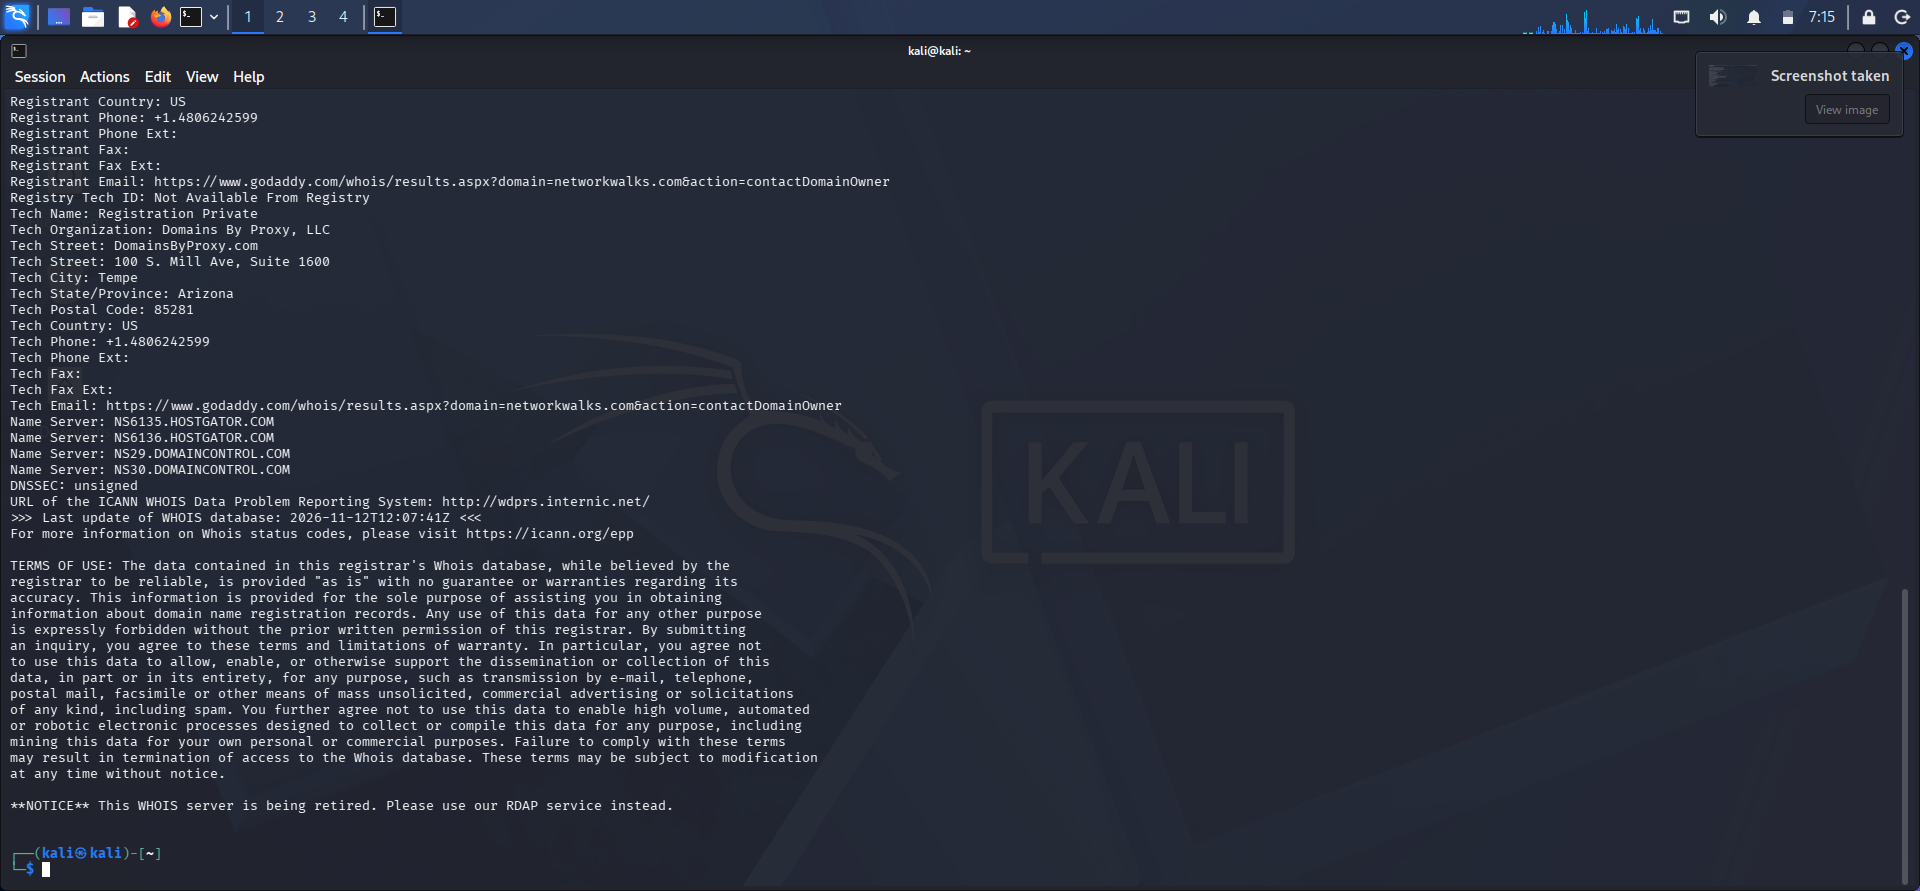 1 2 3 4
7:15
kali@kali: ~
Session Actions Edit View Help
Screenshot taken
View image
Registrant Country: US
Registrant Phone: +1.4806242599
Registrant Phone Ext:
Registrant Fax:
Registrant Fax Ext:
Registrant Email: https://www.godaddy.com/whois/results.aspx?domain=networkwalks.com&action=contactDomainOwner
Registry Tech ID: Not Available From Registry
Tech Name: Registration Private
Tech Organization: Domains By Proxy, LLC
Tech Street: DomainsByProxy.com
Tech Street: 100 S. Mill Ave, Suite 1600
Tech City: Tempe
Tech State/Province: Arizona
Tech Postal Code: 85281
Tech Country: US
Tech Phone: +1.4806242599
Tech Phone Ext:
Tech Fax:
Tech Fax Ext:
Tech Email: https://www.godaddy.com/whois/results.aspx?domain=networkwalks.com&action=contactDomainOwner
Name Server: NS6135.HOSTGATOR.COM
Name Server: NS6136.HOSTGATOR.COM
Name Server: NS29.DOMAINCONTROL.COM
Name Server: NS30.DOMAINCONTROL.COM
DNSSEC: unsigned
URL of the ICANN WHOIS Data Problem Reporting System: http://wdprs.internic.net/
>>> Last update of WHOIS database: 2026-11-12T12:07:41Z <<<
For more information on Whois status codes, please visit https://icann.org/epp
TERMS OF USE: The data contained in this registrar's Whois database, while believed by the
registrar to be reliable, is provided "as is" with no guarantee or warranties regarding its
accuracy. This information is provided for the sole purpose of assisting you in obtaining
information about domain name registration records. Any use of this data for any other purpose
is expressly forbidden without the prior written permission of this registrar. By submitting
an inquiry, you agree to these terms and limitations of warranty. In particular, you agree not
to use this data to allow, enable, or otherwise support the dissemination or collection of this
data, in part or in its entirety, for any purpose, such as transmission by e-mail, telephone,
postal mail, facsimile or other means of mass unsolicited, commercial advertising or solicitations
of any kind, including spam. You further agree not to use this data to enable high volume, automated
or robotic electronic processes designed to collect or compile this data for any purpose, including
mining this data for your own personal or commercial purposes. Failure to comply with these terms
may result in termination of access to the Whois database. These terms may be subject to modification
at any time without notice.
**NOTICE** This WHOIS server is being retired. Please use our RDAP service instead.
┌──(kali㉿kali)-[~]
└─$
KALI